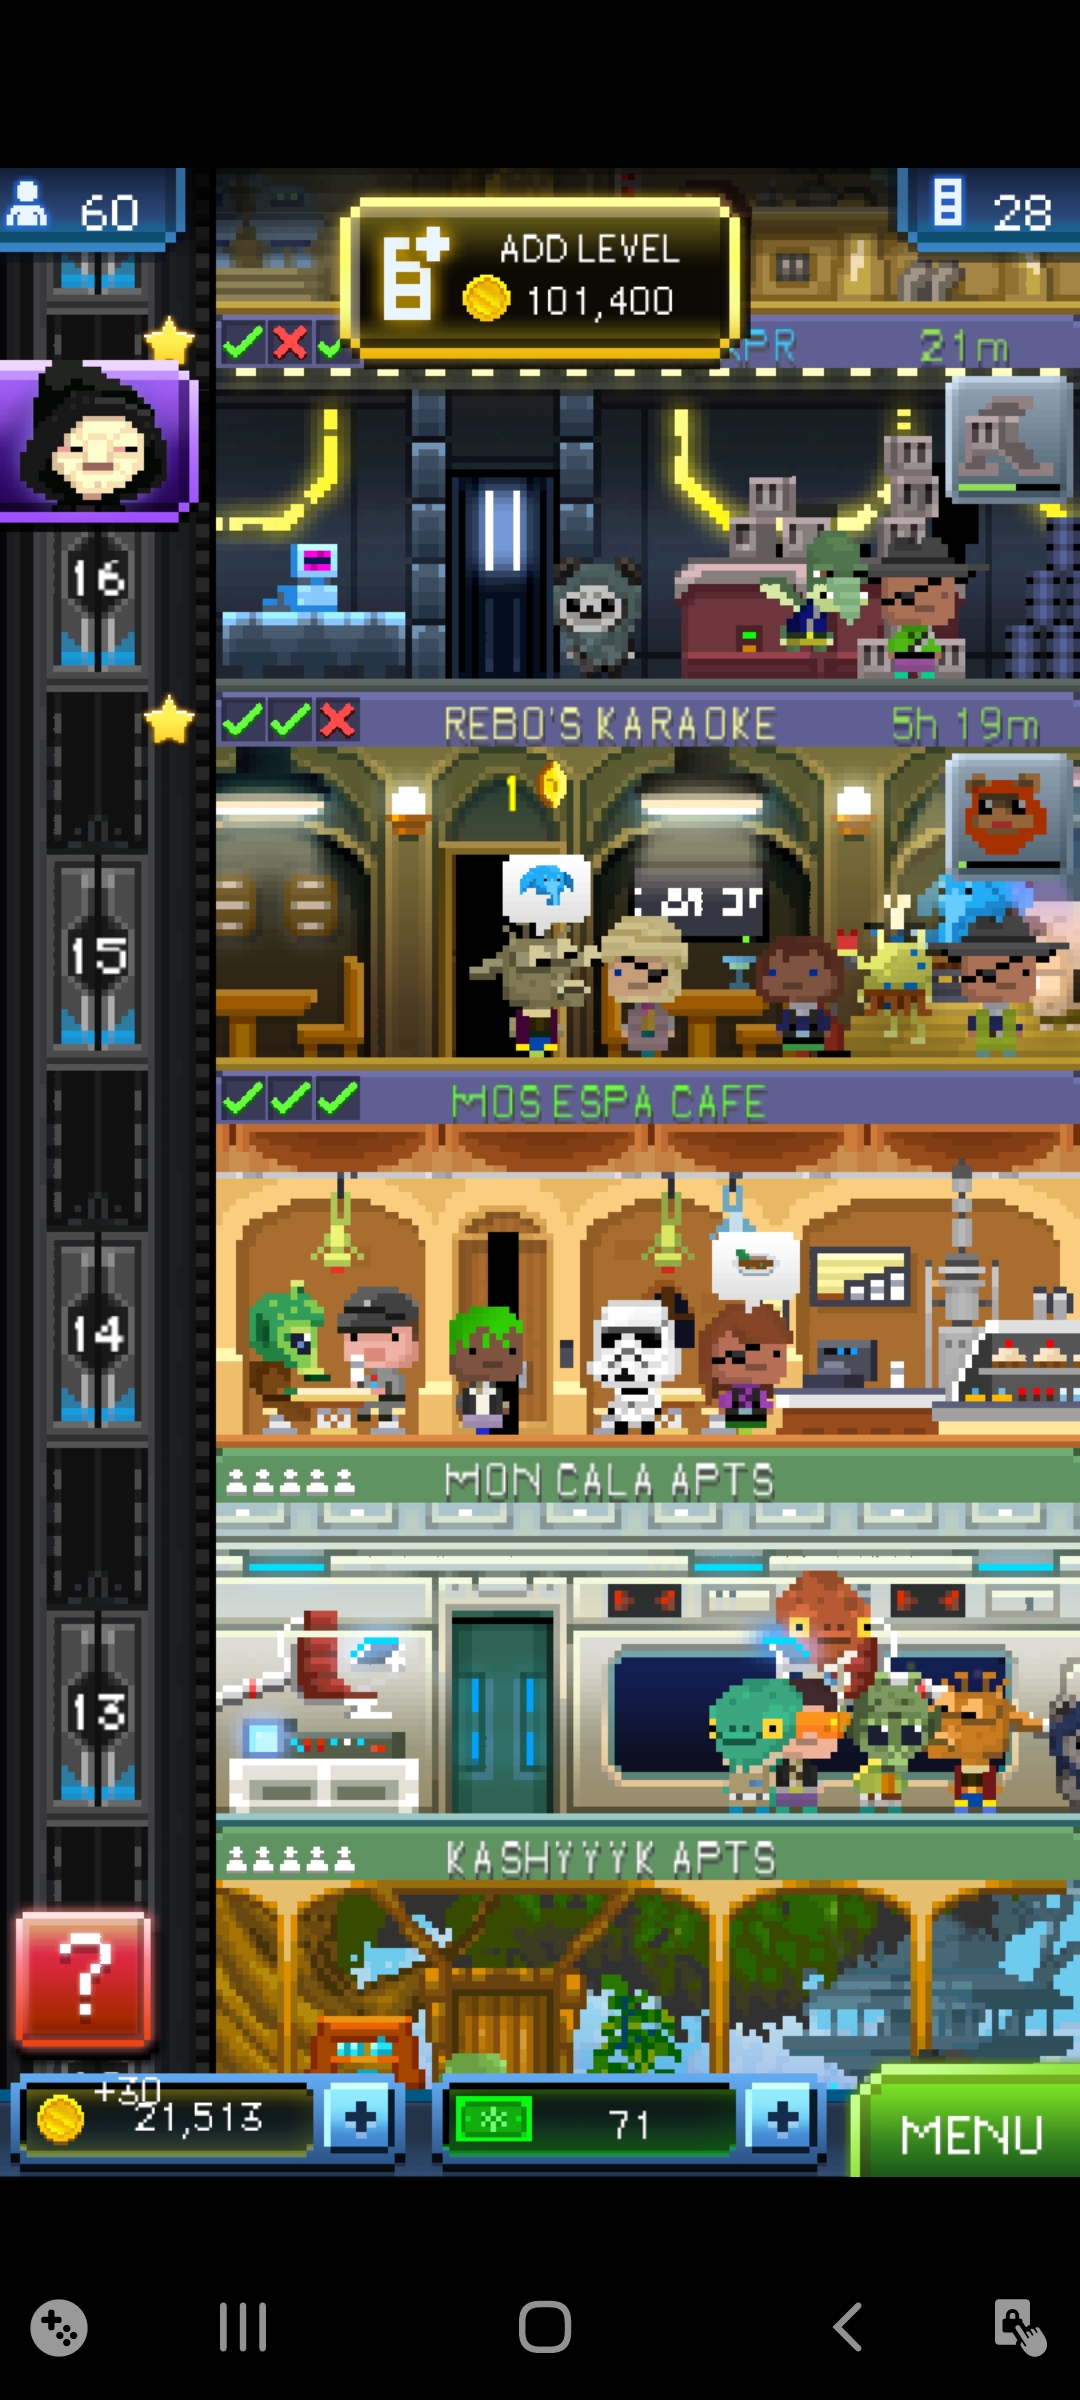 60
28
ADD LEVEL
101,400
PR 21m
16
REBO'S KARAOKE 5h 19m
1
15
MOS ESPA CAFE
14
MON CALA APTS
13
KASHYYYK APTS
?
+30
21,513
71
MENU